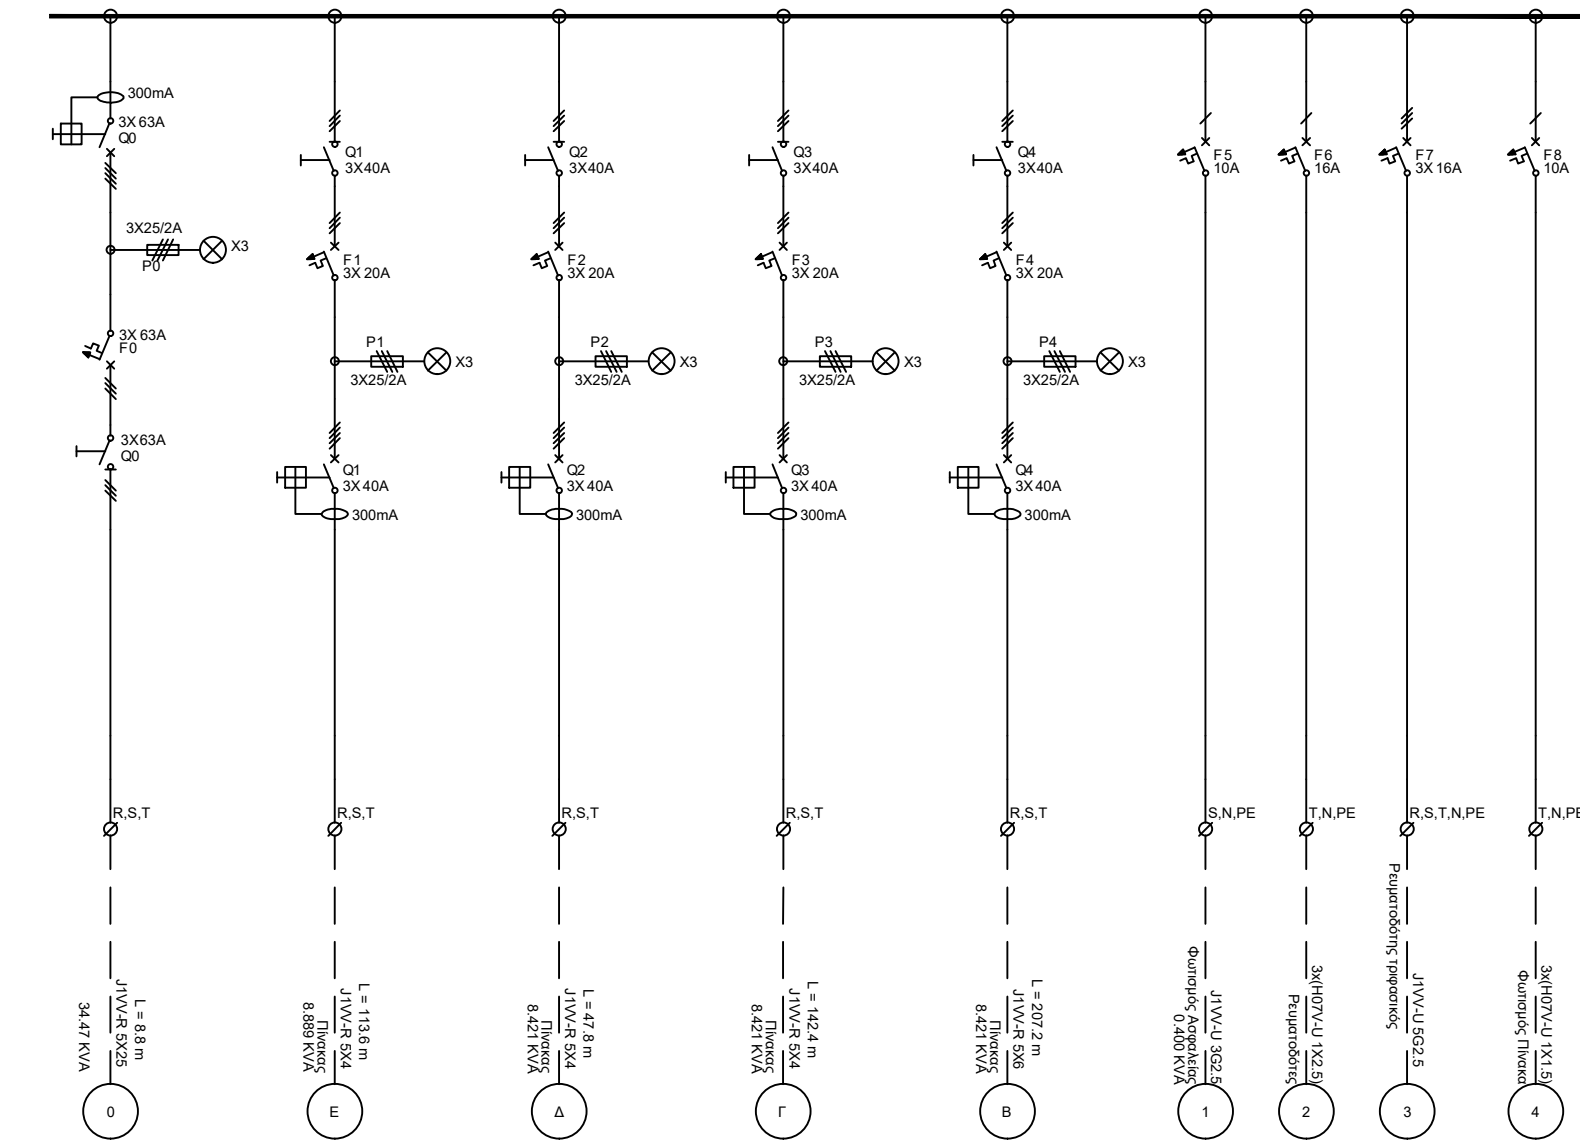 300mA
3X 63A
Q0
3X25/2A
P0
X3
3X 63A
F0
3X63A
Q0
R,S,T
L = 8.8 m
J1VV-R 5X25
34.47 KVA
0
Q1
3X40A
F1
3X 20A
P1
3X25/2A
X3
Q1
3X 40A
300mA
R,S,T
L = 113.6 m
J1VV-R 5X4
Πίνακας
8.889 KVA
E
Q2
3X40A
F2
3X 20A
P2
3X25/2A
X3
Q2
3X 40A
300mA
R,S,T
L = 47.8 m
J1VV-R 5X4
Πίνακας
8.421 KVA
Δ
Q3
3X40A
F3
3X 20A
P3
3X25/2A
X3
Q3
3X 40A
300mA
R,S,T
L = 142.4 m
J1VV-R 5X4
Πίνακας
8.421 KVA
Γ
Q4
3X40A
F4
3X 20A
P4
3X25/2A
X3
Q4
3X 40A
300mA
R,S,T
L = 207.2 m
J1VV-R 5X6
Πίνακας
8.421 KVA
B
F5
10A
S,N,PE
J1VV-U 3G2.5
Φωτισμός Ασφαλείας
0.400 KVA
1
F6
16A
T,N,PE
3x(H07V-U 1X2.5)
Ρευματοδότες
2
F7
3X 16A
R,S,T,N,PE
J1VV-U 5G2.5
Ρευματοδότης τριφασικός
3
F8
10A
T,N,PE
3x(H07V-U 1X1.5)
Φωτισμός Πίνακα
4